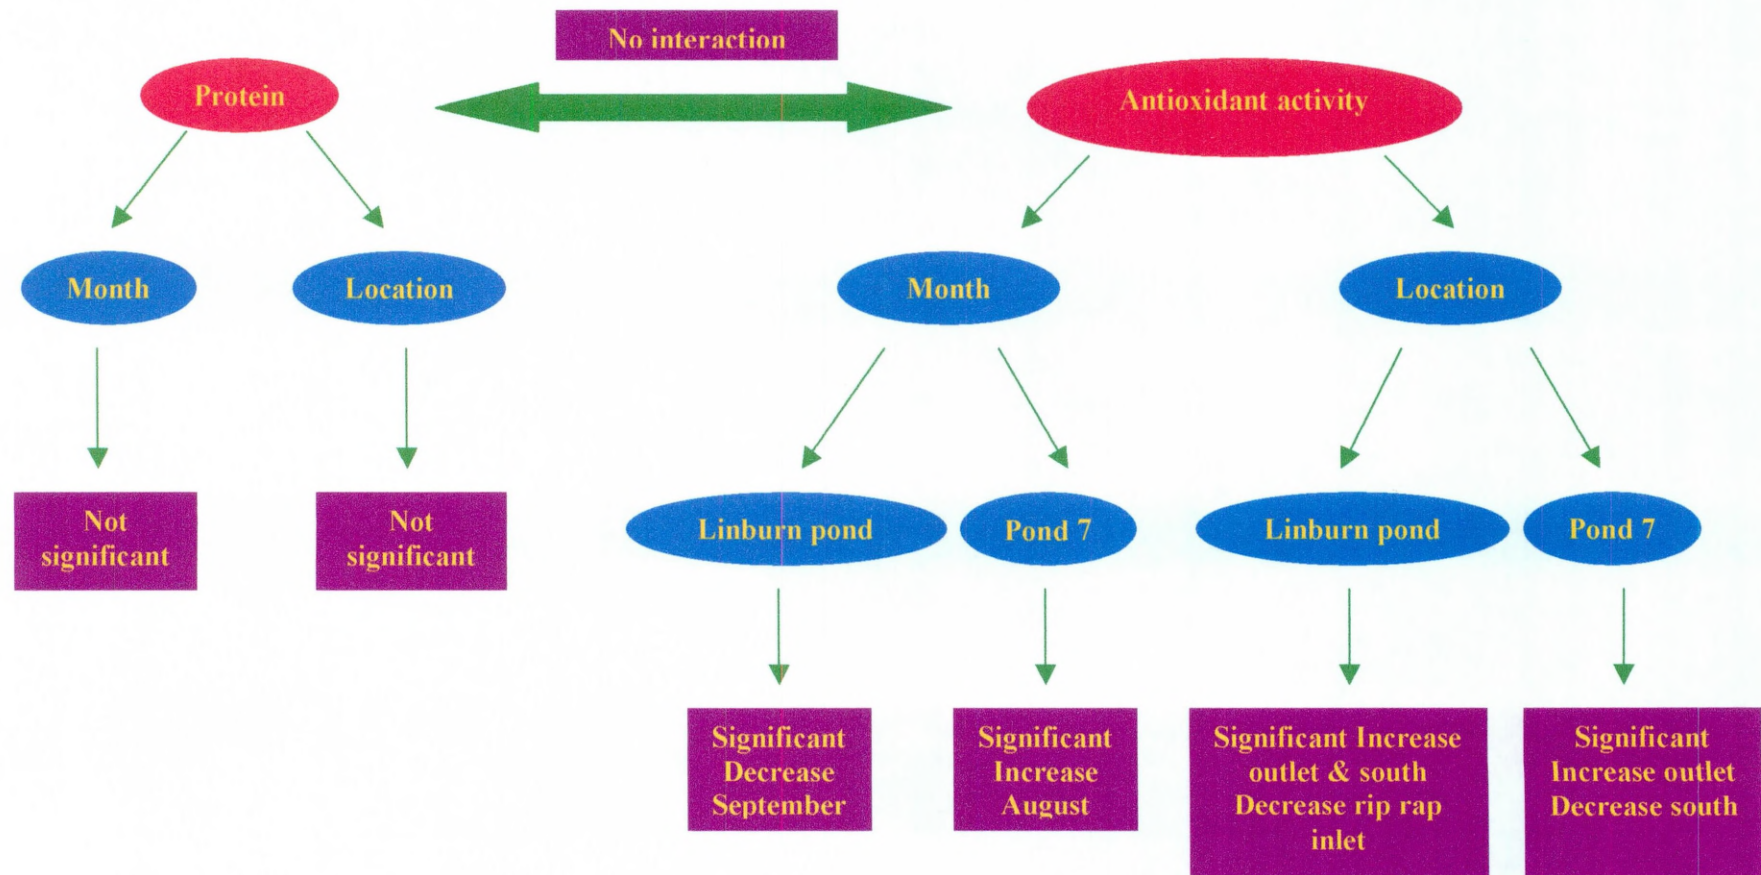 No interaction
Protein
Antioxidant activity
Month
Location
Month
Location
Not
significant
Not
significant
Linburn pond
Pond 7
Linburn pond
Pond 7
Significant
Decrease
September
Significant
Increase
August
Significant Increase
outlet & south
Decrease rip rap
inlet
Significant
Increase outlet
Decrease south